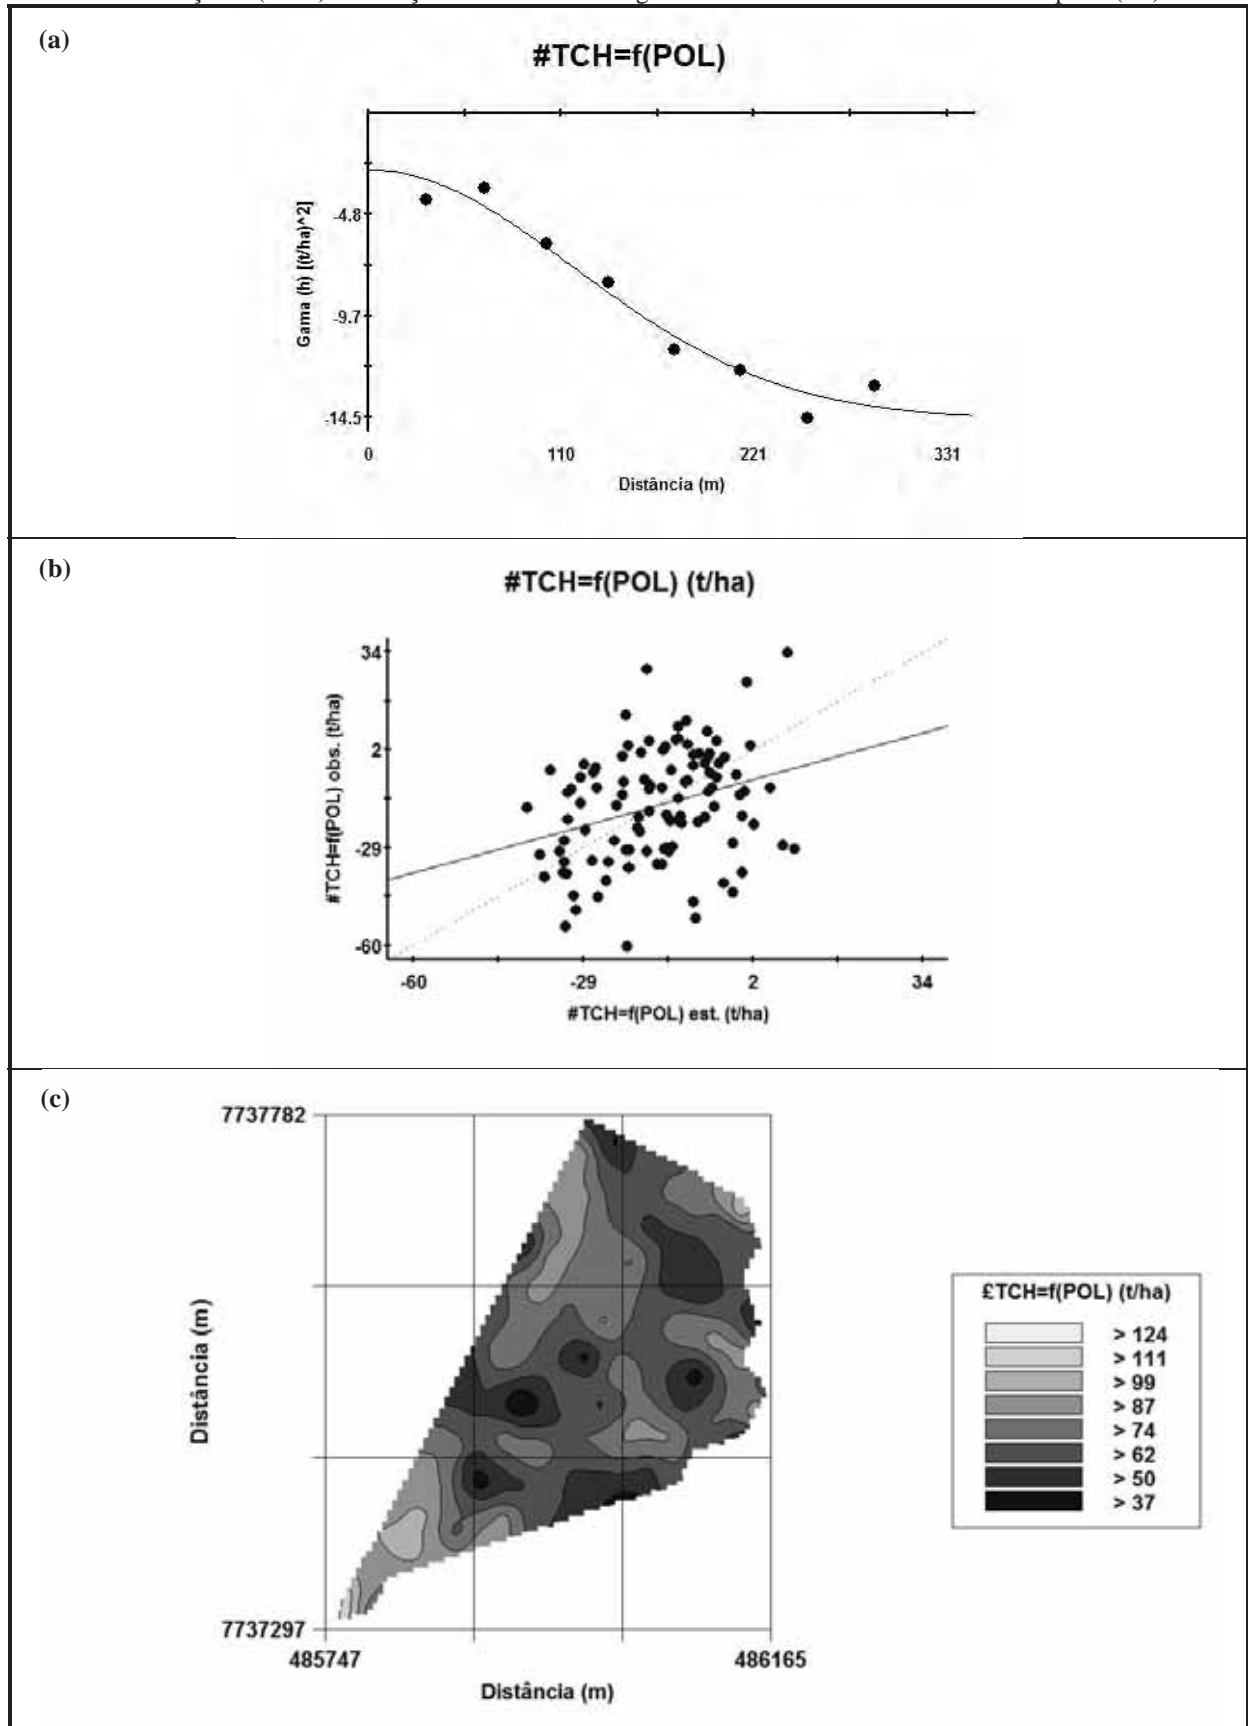 (a)
#TCH=f(POL)
Gama (h) [(t/ha)^2]
-4.8
-9.7
-14.5
0 110 221 331
Distância (m)
(b)
#TCH=f(POL) (t/ha)
#TCH=f(POL) obs. (t/ha)
34
2
-29
-60
-60 -29 2 34
#TCH=f(POL) est. (t/ha)
(c)
7737782
Distância (m)
7737297
485747 486165
Distância (m)
£TCH=f(POL) (t/ha)
> 124
> 111
> 99
> 87
> 74
> 62
> 50
> 37